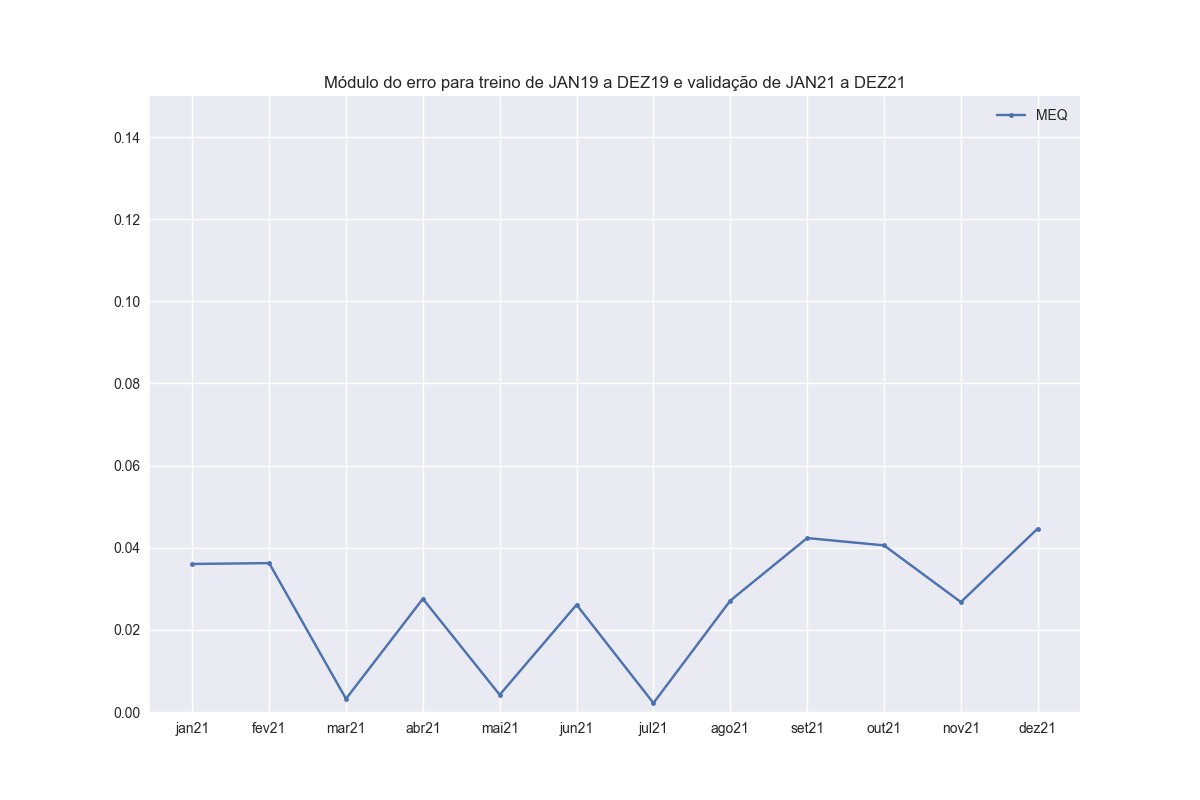 Módulo do erro para treino de JAN19 a DEZ19 e validação de JAN21 a DEZ21
MEQ
0.14
0.12
0.10
0.08
0.06
0.04
0.02
0.00
jan21 fev21 mar21 abr21 mai21 jun21 jul21 ago21 set21 out21 nov21 dez21